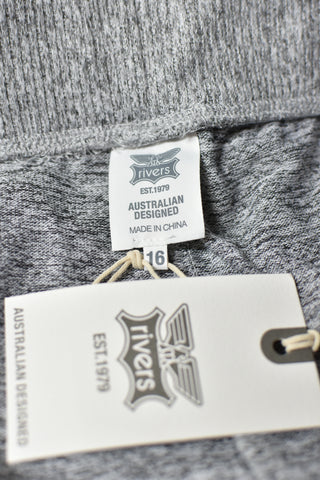 rivers
EST.1979
AUSTRALIAN
DESIGNED
MADE IN CHINA
16
rivers
EST.1979
AUSTRALIAN DESIGNED